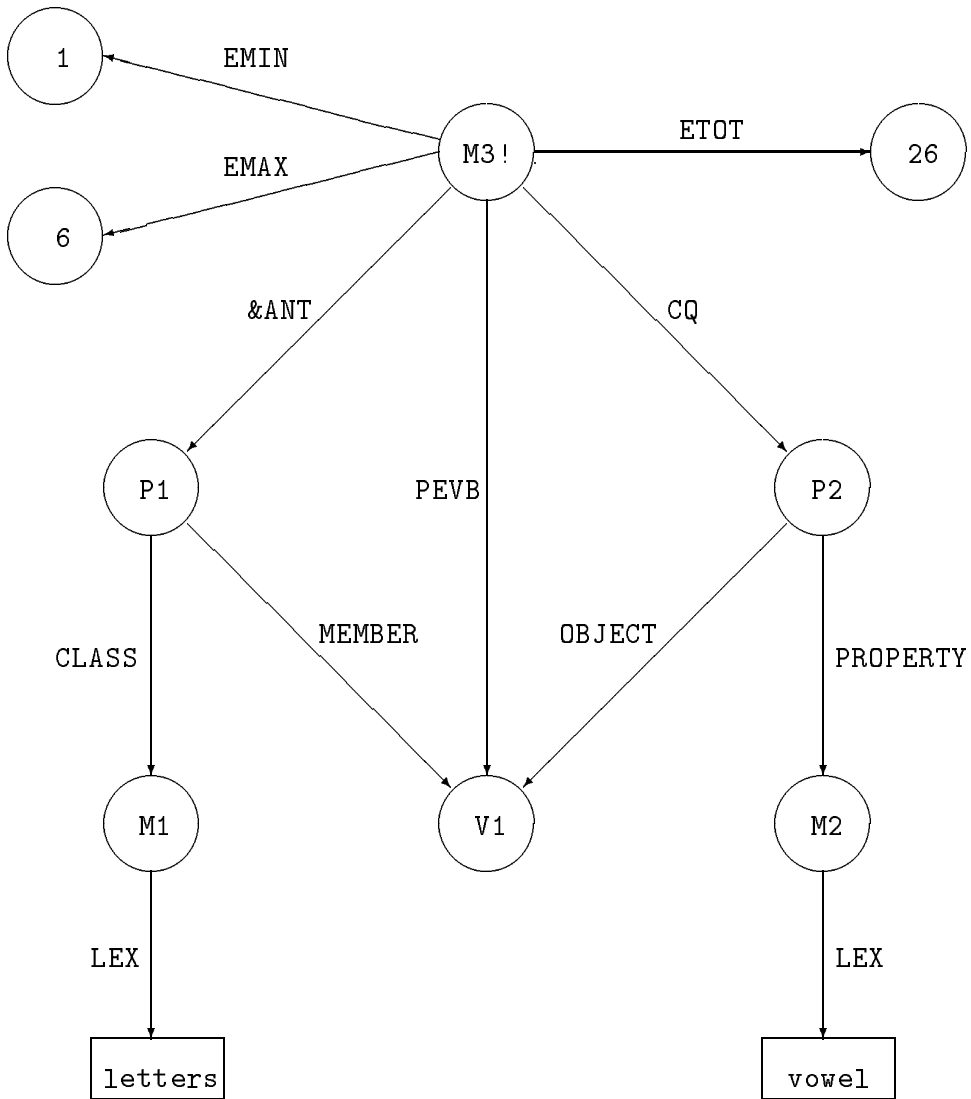 1
EMIN
M3!
ETOT
26
EMAX
6
&ANT
CQ
P1
PEVB
P2
CLASS
MEMBER
OBJECT
PROPERTY
M1
V1
M2
LEX
LEX
letters
vowel